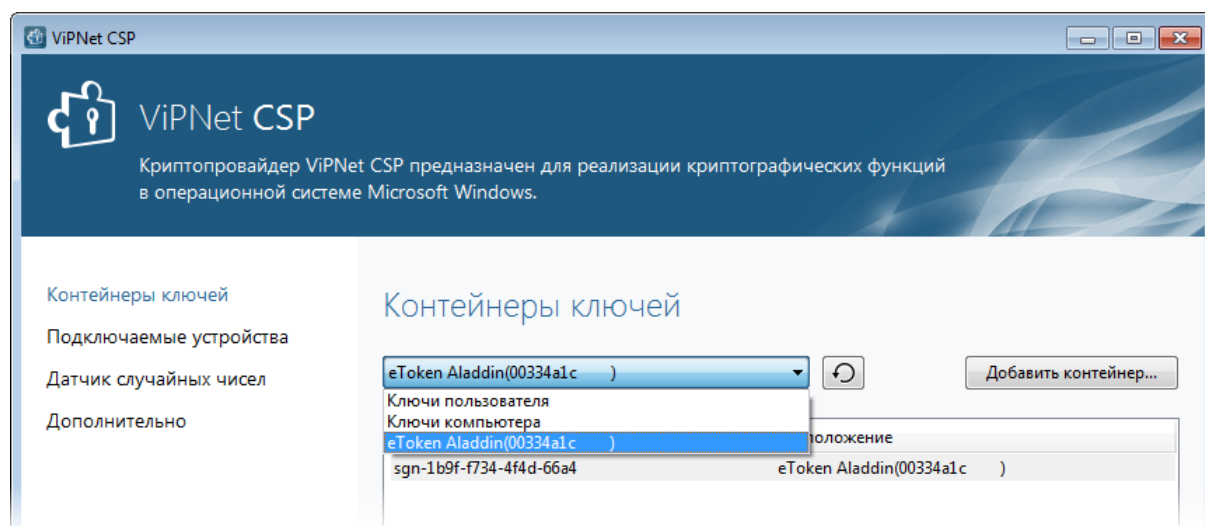 ViPNet CSP
ViPNet CSP
Криптопровайдер ViPNet CSP предназначен для реализации криптографических функций
в операционной системе Microsoft Windows.
Контейнеры ключей
Подключаемые устройства
Датчик случайных чисел
Дополнительно
Контейнеры ключей
eToken Aladdin(00334a1c )
Добавить контейнер...
Ключи пользователя
Ключи компьютера
eToken Aladdin(00334a1c )
положение
sgn-1b9f-f734-4f4d-66a4 eToken Aladdin(00334a1c )